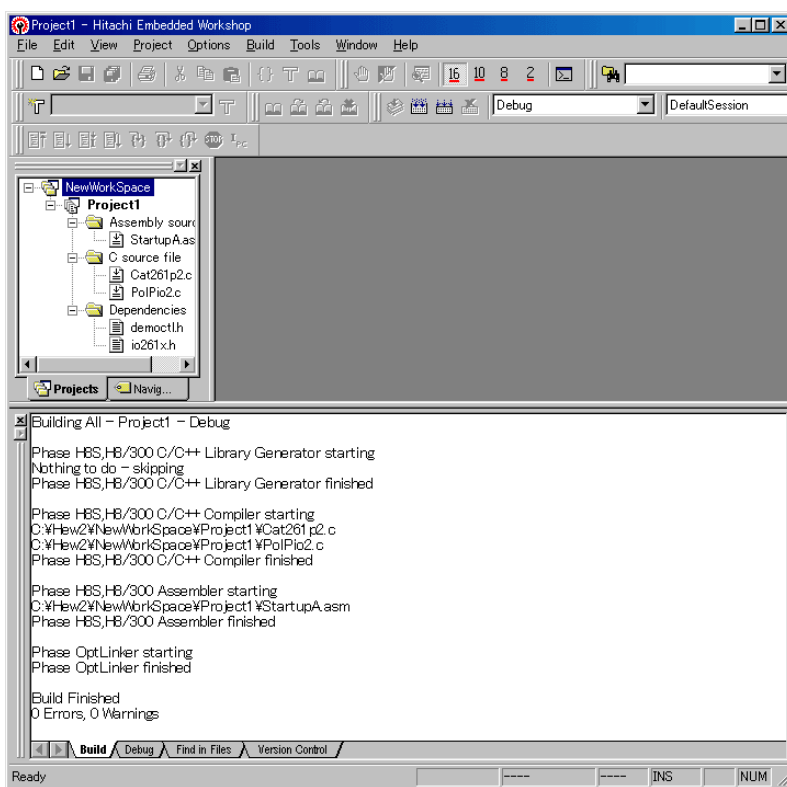 Project1 - Hitachi Embedded Workshop
File Edit View Project Options Build Tools Window Help
16 10 8 2
Debug DefaultSession
STOP PC
NewWorkSpace
Project1
Assembly sour
StartupA.as
C source file
Cat261p2.c
PolPio2.c
Dependencies
democtl.h
io261x.h
Projects Navig...
Building All - Project1 - Debug
Phase H8S,H8/300 C/C++ Library Generator starting
Nothing to do - skipping
Phase H8S,H8/300 C/C++ Library Generator finished
Phase H8S,H8/300 C/C++ Compiler starting
C:¥Hew2¥NewWorkSpace¥Project1¥Cat261p2.c
C:¥Hew2¥NewWorkSpace¥Project1¥PolPio2.c
Phase H8S,H8/300 C/C++ Compiler finished
Phase H8S,H8/300 Assembler starting
C:¥Hew2¥NewWorkSpace¥Project1¥StartupA.asm
Phase H8S,H8/300 Assembler finished
Phase OptLinker starting
Phase OptLinker finished
Build Finished
0 Errors, 0 Warnings
Build Debug Find in Files Version Control
Ready ---- ---- INS NUM